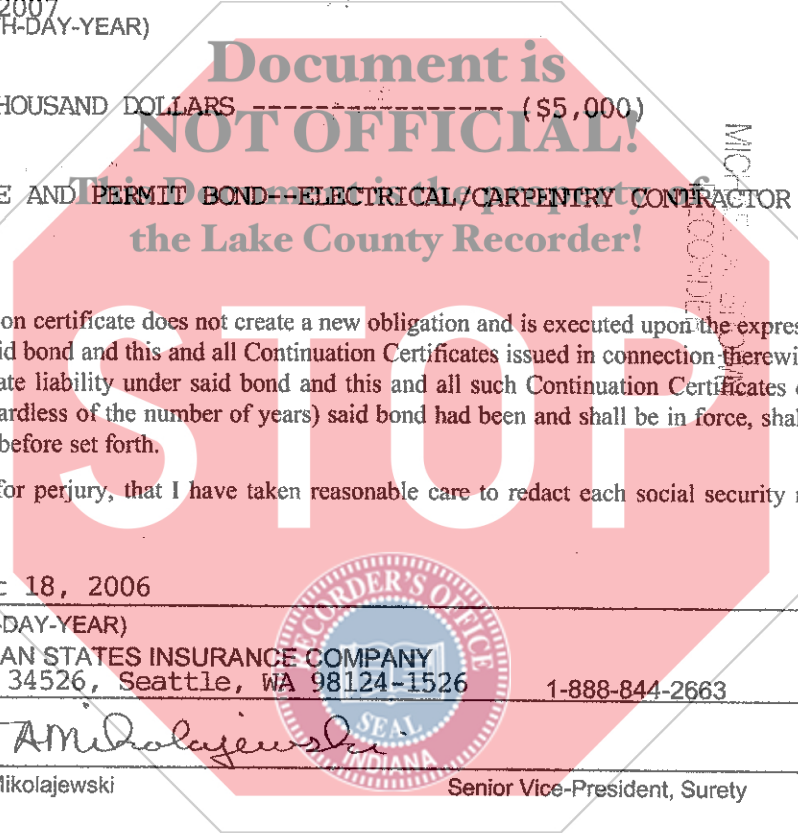 2007
H-DAY-YEAR)
Document is
HOUSAND DOLLARS ----------------- ($5,000)
NOT OFFICIAL!
This Document is the property of
E AND PERMIT BOND--ELECTRICAL/CARPENTRY CONTRACTOR
the Lake County Recorder!
STOP
on certificate does not create a new obligation and is executed upon the expres
id bond and this and all Continuation Certificates issued in connection therewi
ate liability under said bond and this and all such Continuation Certificates
ardless of the number of years) said bond had been and shall be in force, shal
before set forth.
for perjury, that I have taken reasonable care to redact each social security
18, 2006
-DAY-YEAR)
AN STATES INSURANCE COMPANY
34526, Seattle, WA 98124-1526 1-888-844-2663
AMikolajewski
Mikolajewski Senior Vice-President, Surety
RECORDER'S OFFICE
SEAL
INDIANA